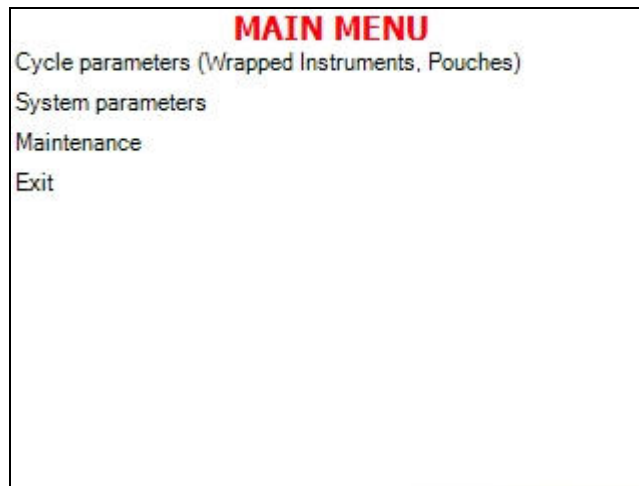 MAIN MENU
Cycle parameters (Wrapped Instruments, Pouches)
System parameters
Maintenance
Exit